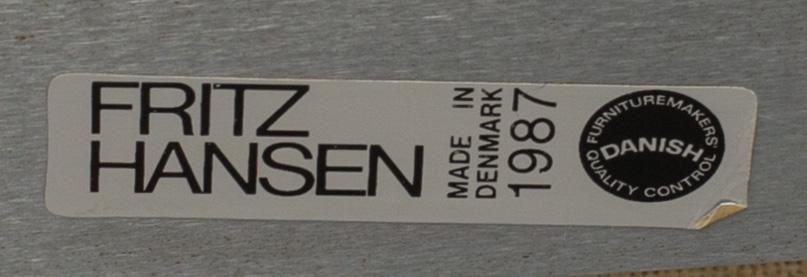 FRITZ
HANSEN
MADE IN
DENMARK
1987
FURNITUREMAKERS'
DANISH
QUALITY CONTROL